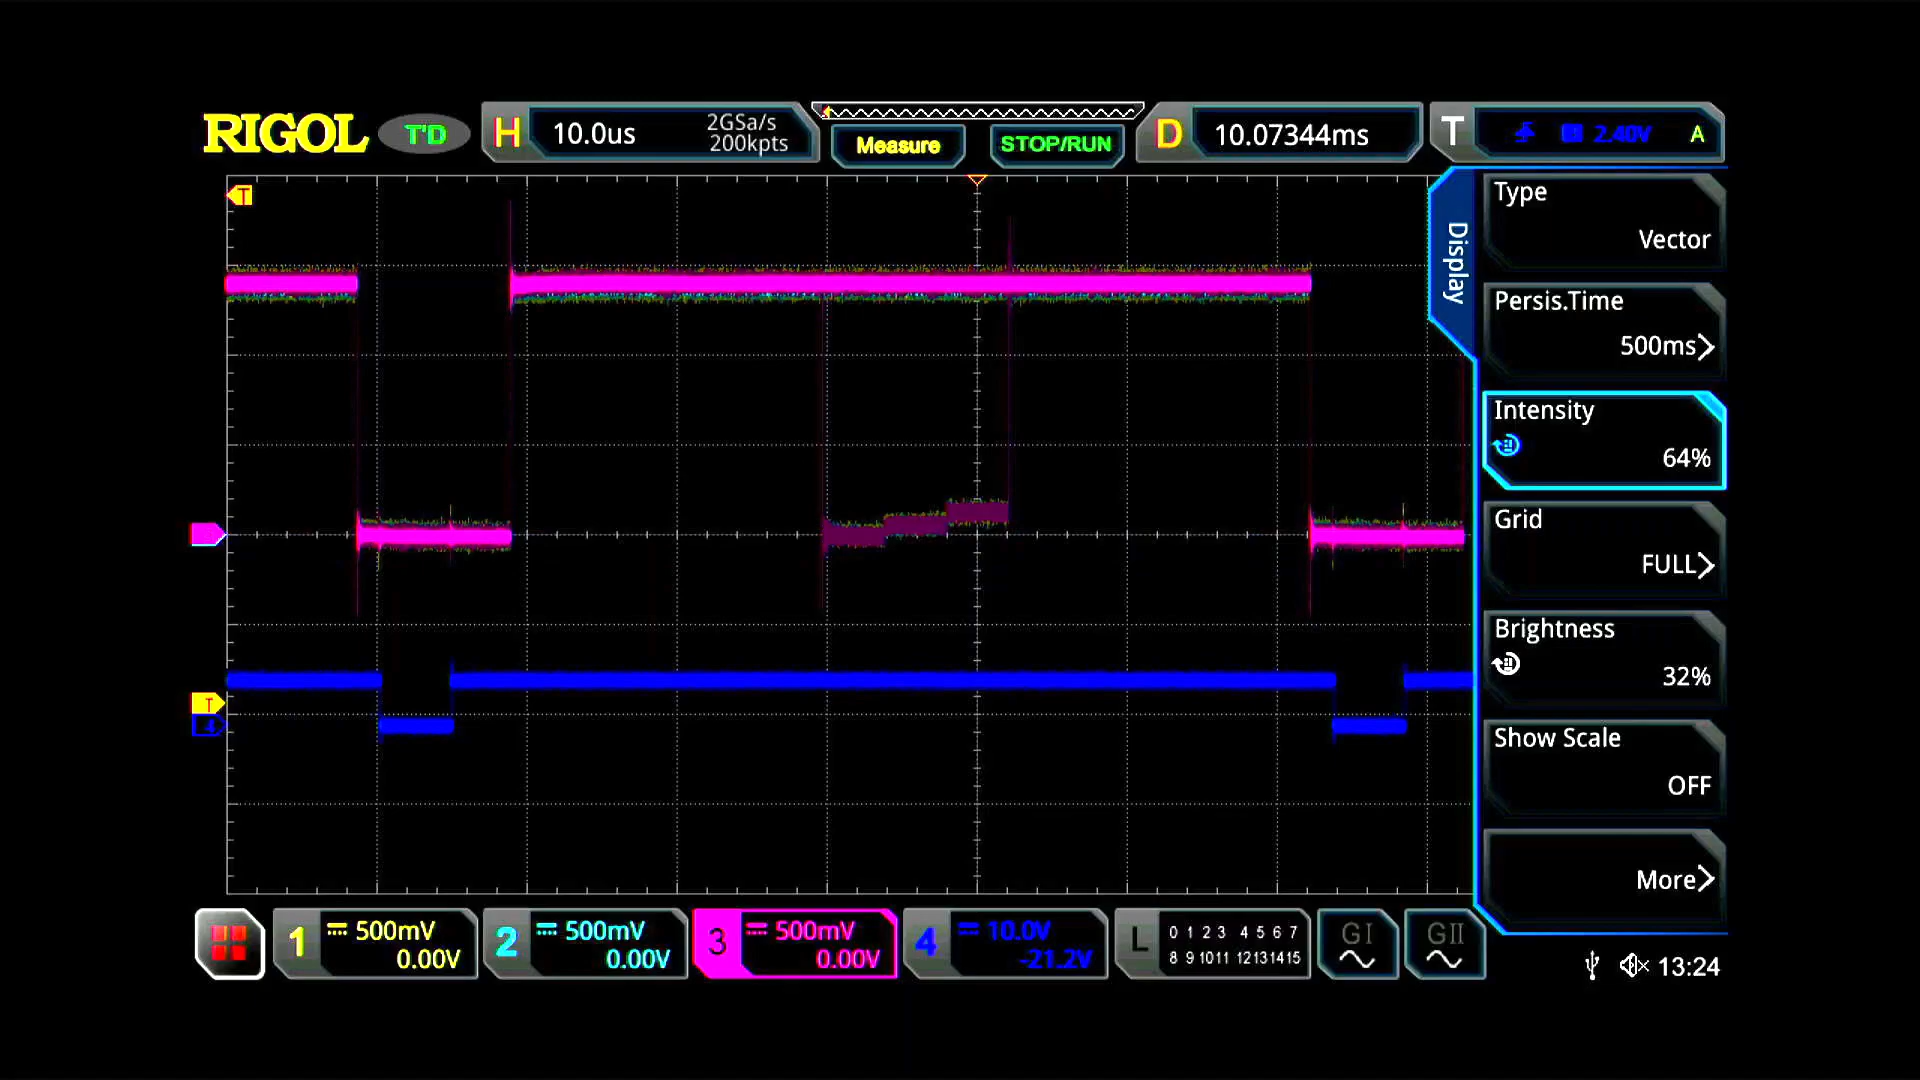 RIGOL T'D H 10.0us 2GSa/s 200kpts Measure STOP/RUN D 10.07344ms T 2.40V A
T
Display
Type
Vector
Persis.Time
500ms
Intensity
64%
Grid
FULL
Brightness
32%
T
4
Show Scale
OFF
More
1 500mV 0.00V
2 500mV 0.00V
3 500mV 0.00V
4 10.0V -21.2V
L 0 1 2 3 4 5 6 7
8 9 10 11 12 13 14 15
GI
GII
13:24